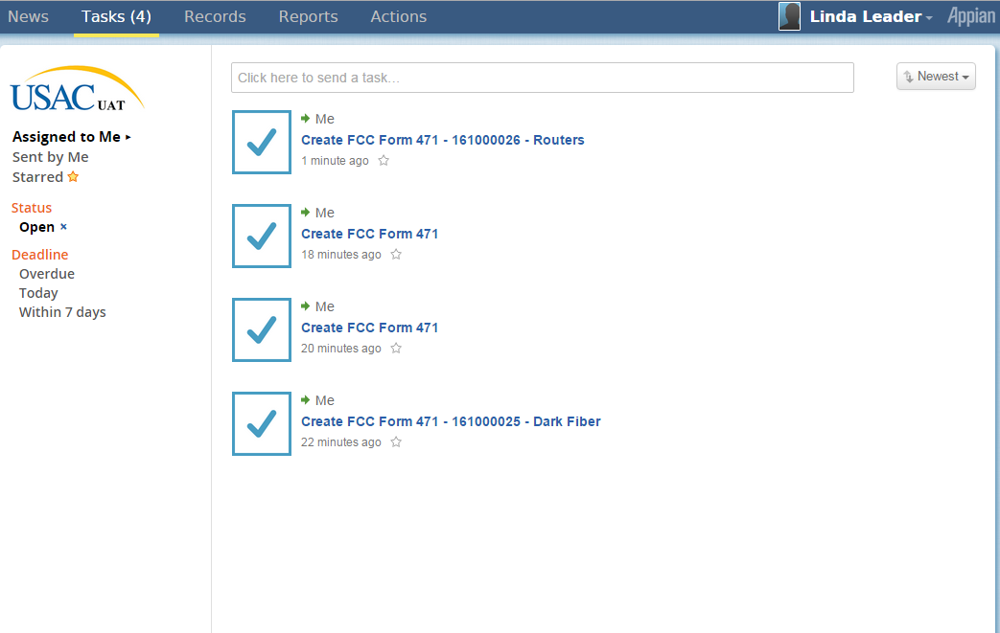 News Tasks (4) Records Reports Actions Linda Leader Appian
USAC UAT
Assigned to Me
Sent by Me
Starred
Status
Open ×
Deadline
Overdue
Today
Within 7 days
Click here to send a task...
Newest
Me
Create FCC Form 471 - 161000026 - Routers
1 minute ago
Me
Create FCC Form 471
18 minutes ago
Me
Create FCC Form 471
20 minutes ago
Me
Create FCC Form 471 - 161000025 - Dark Fiber
22 minutes ago